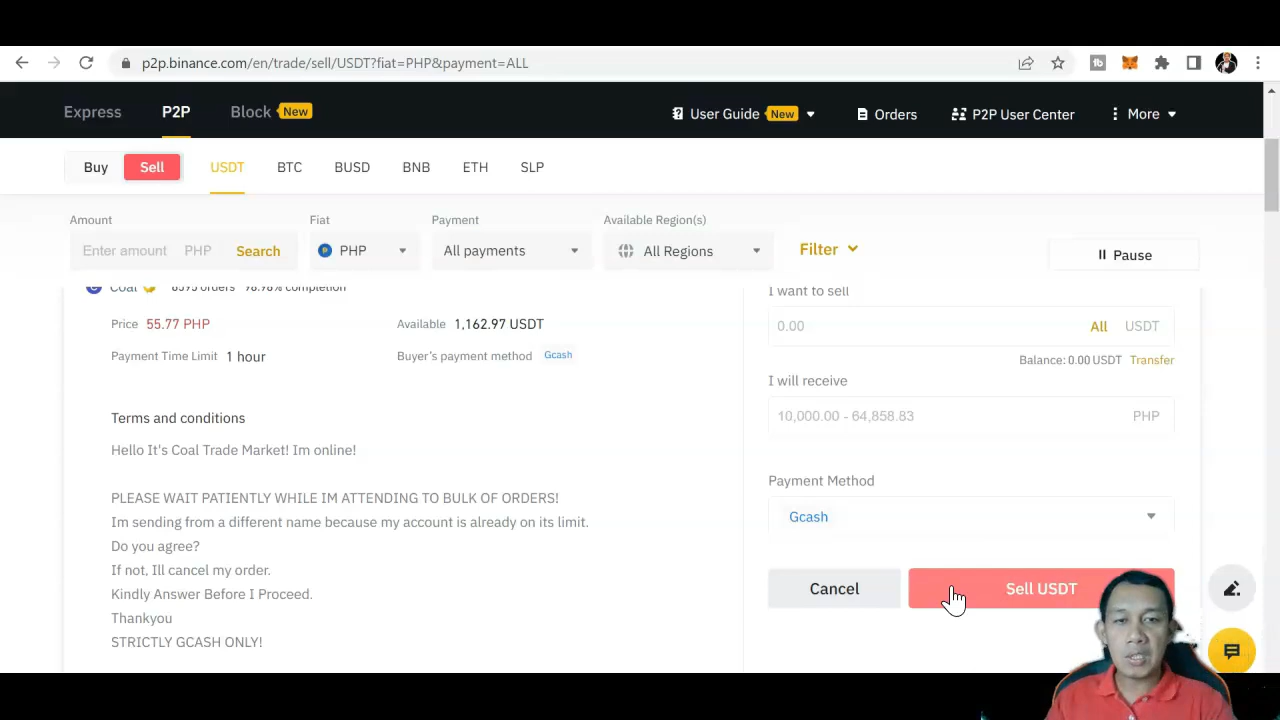 p2p.binance.com/en/trade/sell/USDT?fiat=PHP&payment=ALL
Express P2P Block New User Guide New Orders P2P User Center More
Buy Sell USDT BTC BUSD BNB ETH SLP
Amount Fiat Payment Available Region(s)
Enter amount PHP Search PHP All payments All Regions Filter Pause
Coal 8595 orders 98.98% completion I want to sell
Price 55.77 PHP Available 1,162.97 USDT 0.00 All USDT
Payment Time Limit 1 hour Buyer's payment method Gcash Balance: 0.00 USDT Transfer
I will receive
Terms and conditions 10,000.00 - 64,858.83 PHP
Hello It's Coal Trade Market! Im online!
Payment Method
PLEASE WAIT PATIENTLY WHILE IM ATTENDING TO BULK OF ORDERS!
Im sending from a different name because my account is already on its limit. Gcash
Do you agree?
If not, Ill cancel my order.
Kindly Answer Before I Proceed. Cancel Sell USDT
Thankyou
STRICTLY GCASH ONLY!